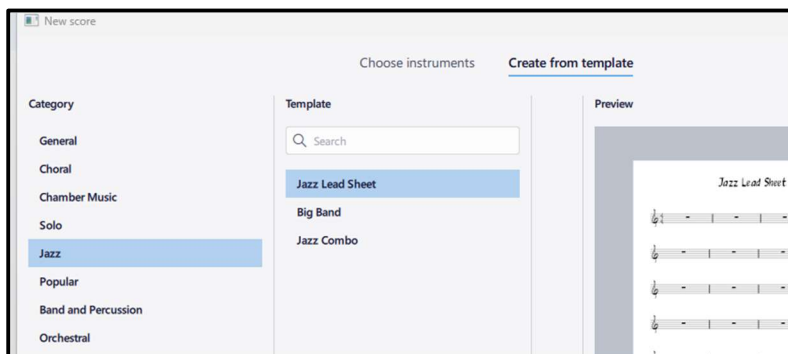 New score
Choose instruments
Create from template
Category
General
Choral
Chamber Music
Solo
Jazz
Popular
Band and Percussion
Orchestral
Template
Search
Jazz Lead Sheet
Big Band
Jazz Combo
Preview
Jazz Lead Sheet